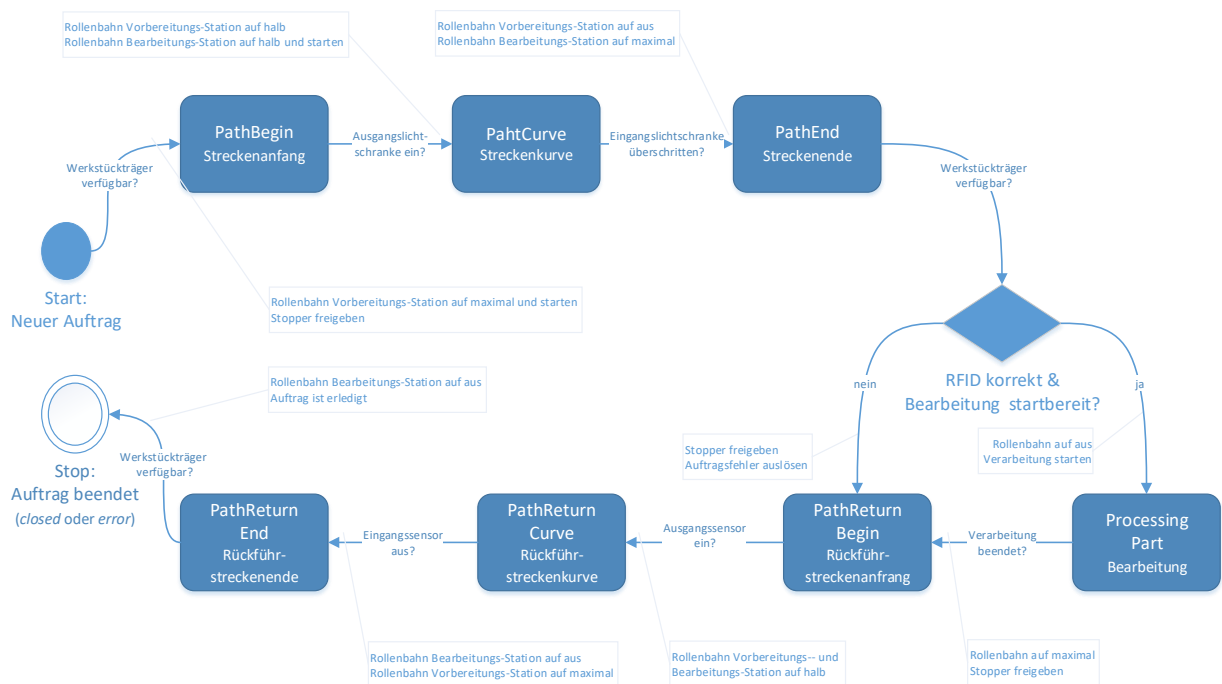 Rollenbahn Vorbereitungs-Station auf halb
Rollenbahn Bearbeitungs-Station auf halb und starten
Rollenbahn Vorbereitungs-Station auf aus
Rollenbahn Bearbeitungs-Station auf maximal
PathBegin
Streckenanfang
Ausgangslicht-
schranke ein?
PahtCurve
Streckenkurve
Eingangslichtschranke
überschritten?
PathEnd
Streckenende
Werkstückträger
verfügbar?
Werkstückträger
verfügbar?
Start:
Neuer Auftrag
Rollenbahn Vorbereitungs-Station auf maximal und starten
Stopper freigeben
RFID korrekt &
Bearbeitung startbereit?
nein
ja
Rollenbahn Bearbeitungs-Station auf aus
Auftrag ist erledigt
Stopper freigeben
Auftragsfehler auslösen
Rollenbahn auf aus
Verarbeitung starten
Werkstückträger
verfügbar?
Stop:
Auftrag beendet
(closed oder error)
PathReturn
End
Rückführ-
streckenende
Eingangssensor
aus?
PathReturn
Curve
Rückführ-
streckenkurve
Ausgangssensor
ein?
PathReturn
Begin
Rückführ-
streckenanfrang
Verarbeitung
beendet?
Processing
Part
Bearbeitung
Rollenbahn Bearbeitungs-Station auf aus
Rollenbahn Vorbereitungs-Station auf maximal
Rollenbahn Vorbereitungs-- und
Bearbeitungs-Station auf halb
Rollenbahn auf maximal
Stopper freigeben